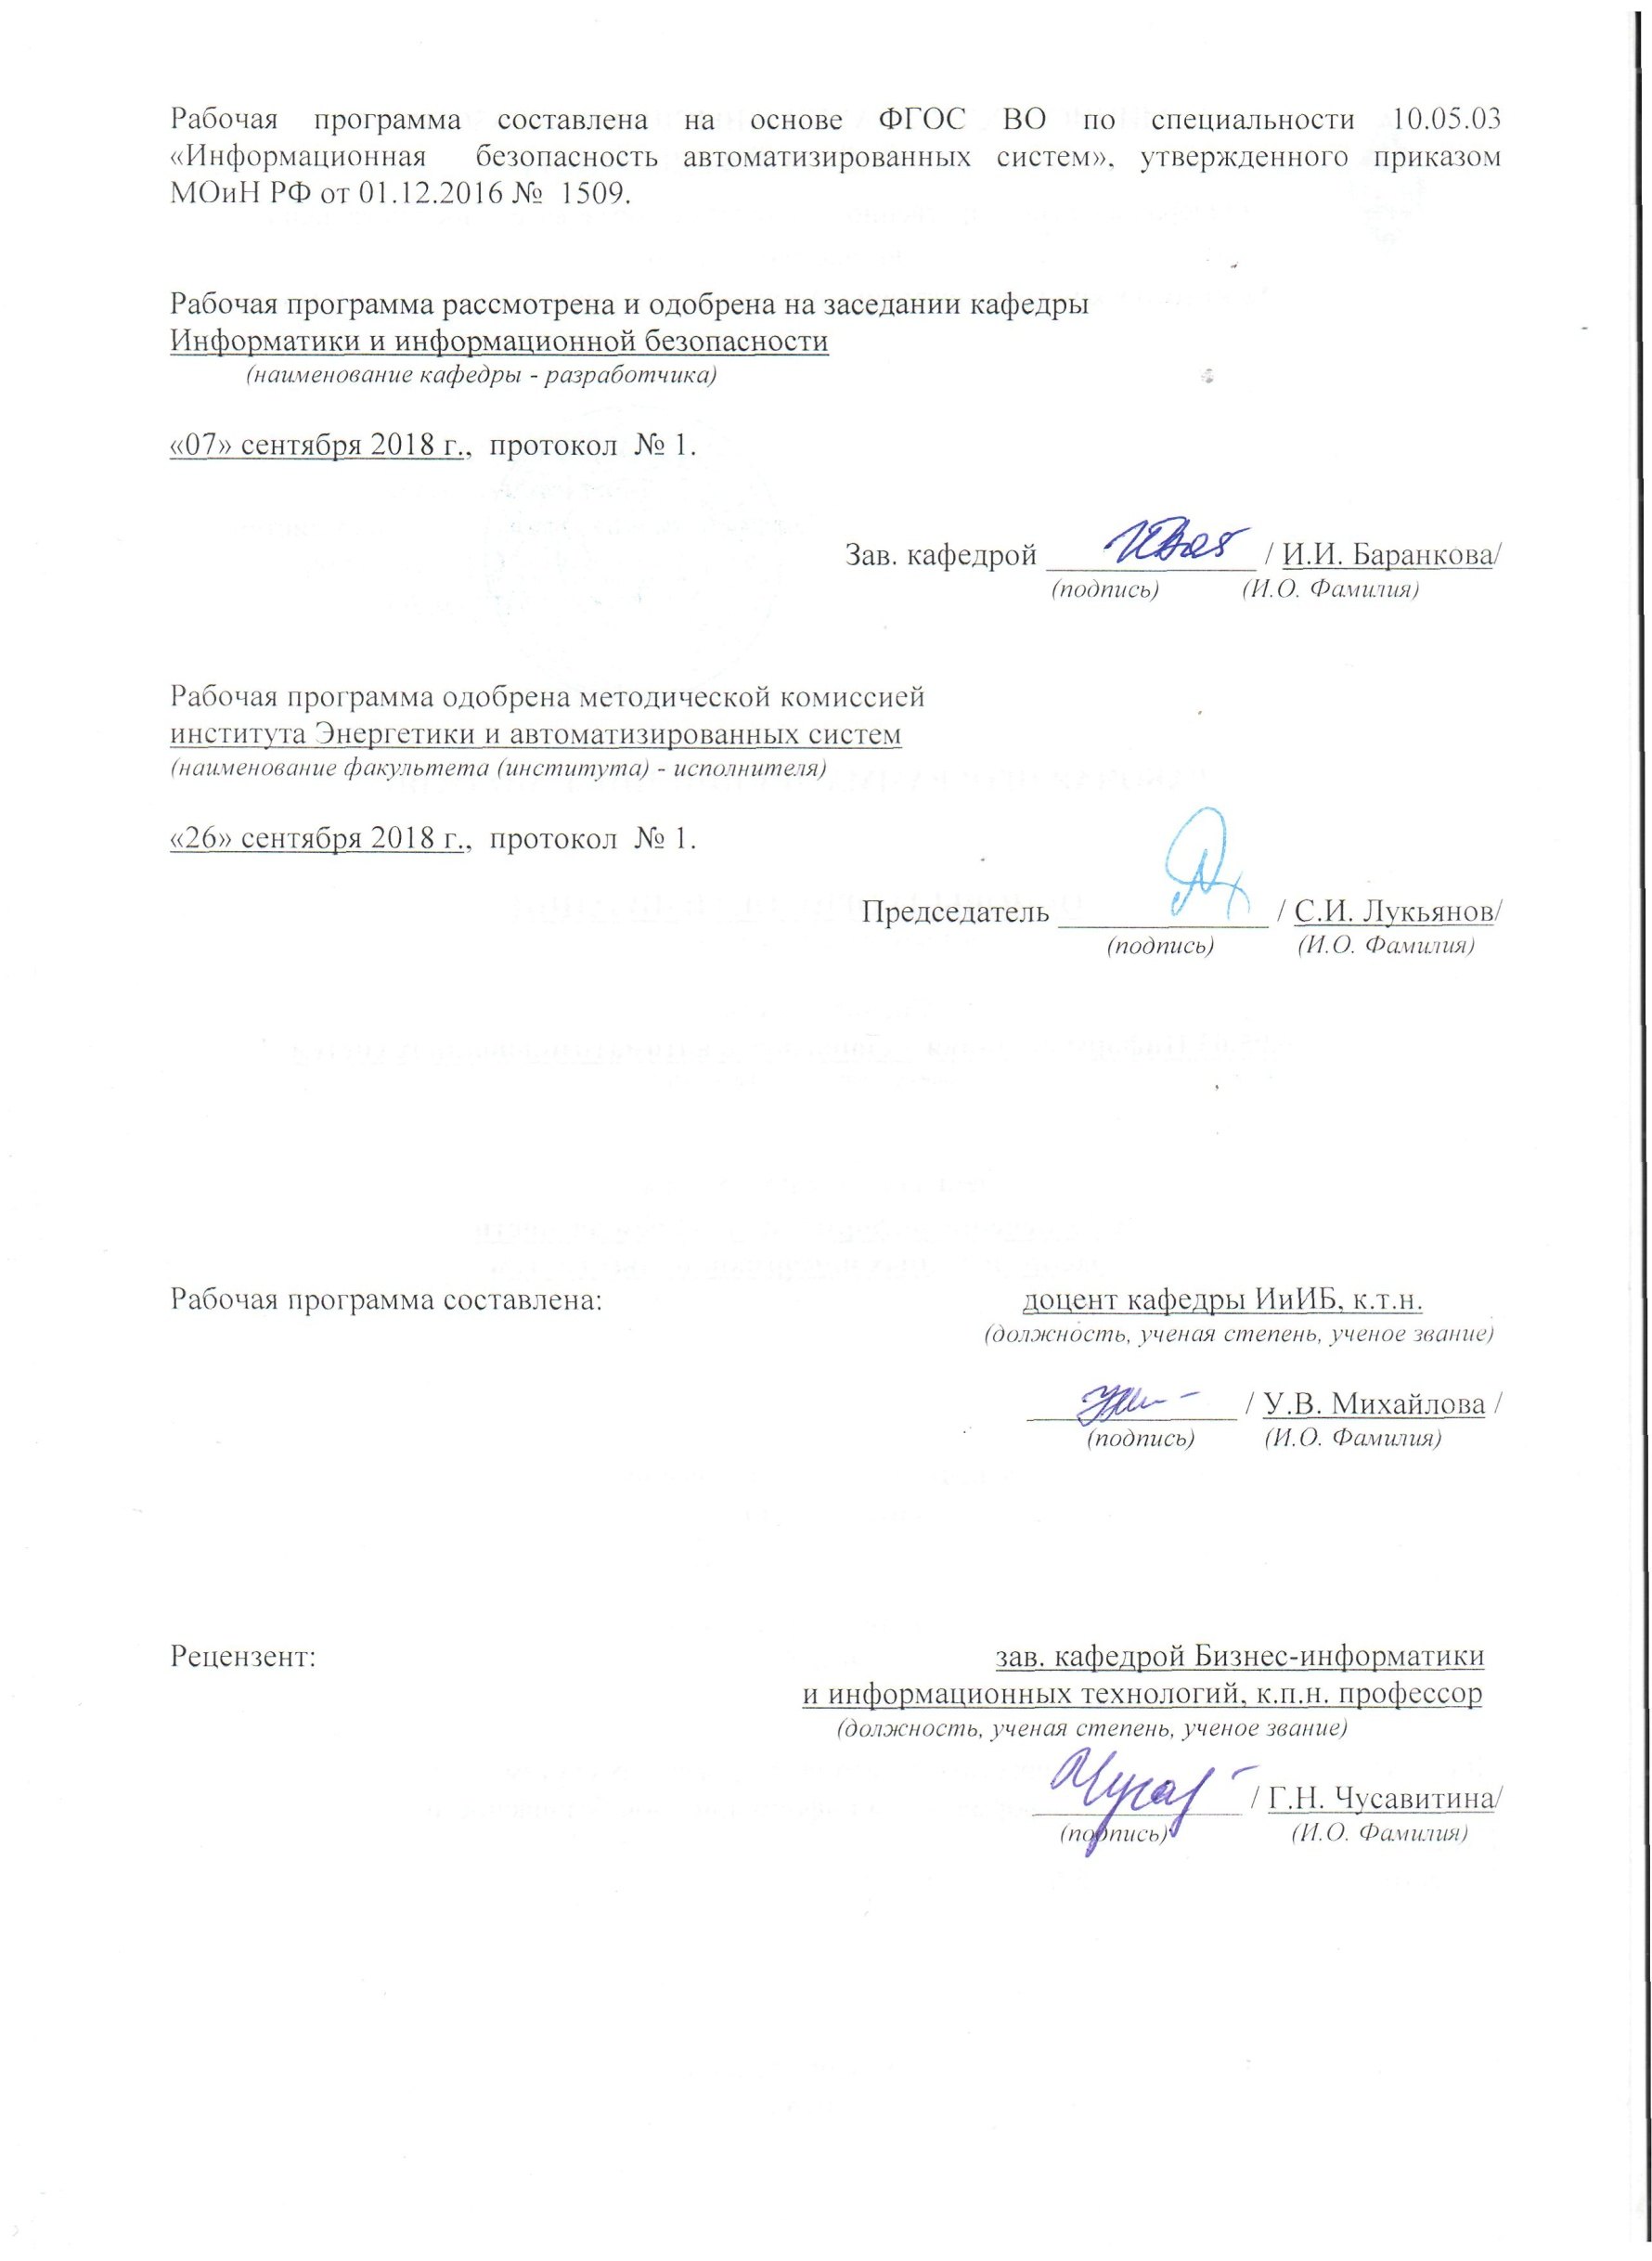 Рабочая программа составлена на основе ФГОС ВО по специальности 10.05.03
«Информационная безопасность автоматизированных систем», утвержденного приказом
МОиН РФ от 01.12.2016 № 1509.
Рабочая программа рассмотрена и одобрена на заседании кафедры
Информатики и информационной безопасности
(наименование кафедры - разработчика)
«07» сентября 2018 г., протокол № 1.
Зав. кафедрой _______________ / И.И. Баранкова/
(подпись) (И.О. Фамилия)
Рабочая программа одобрена методической комиссией
института Энергетики и автоматизированных систем
(наименование факультета (института) - исполнителя)
«26» сентября 2018 г., протокол № 1.
Председатель _______________ / С.И. Лукьянов/
(подпись) (И.О. Фамилия)
Рабочая программа составлена: доцент кафедры ИиИБ, к.т.н.
(должность, ученая степень, ученое звание)
_______________ / У.В. Михайлова /
(подпись) (И.О. Фамилия)
Рецензент: зав. кафедрой Бизнес-информатики
и информационных технологий, к.п.н. профессор
(должность, ученая степень, ученое звание)
_______________ / Г.Н. Чусавитина/
(подпись) (И.О. Фамилия)